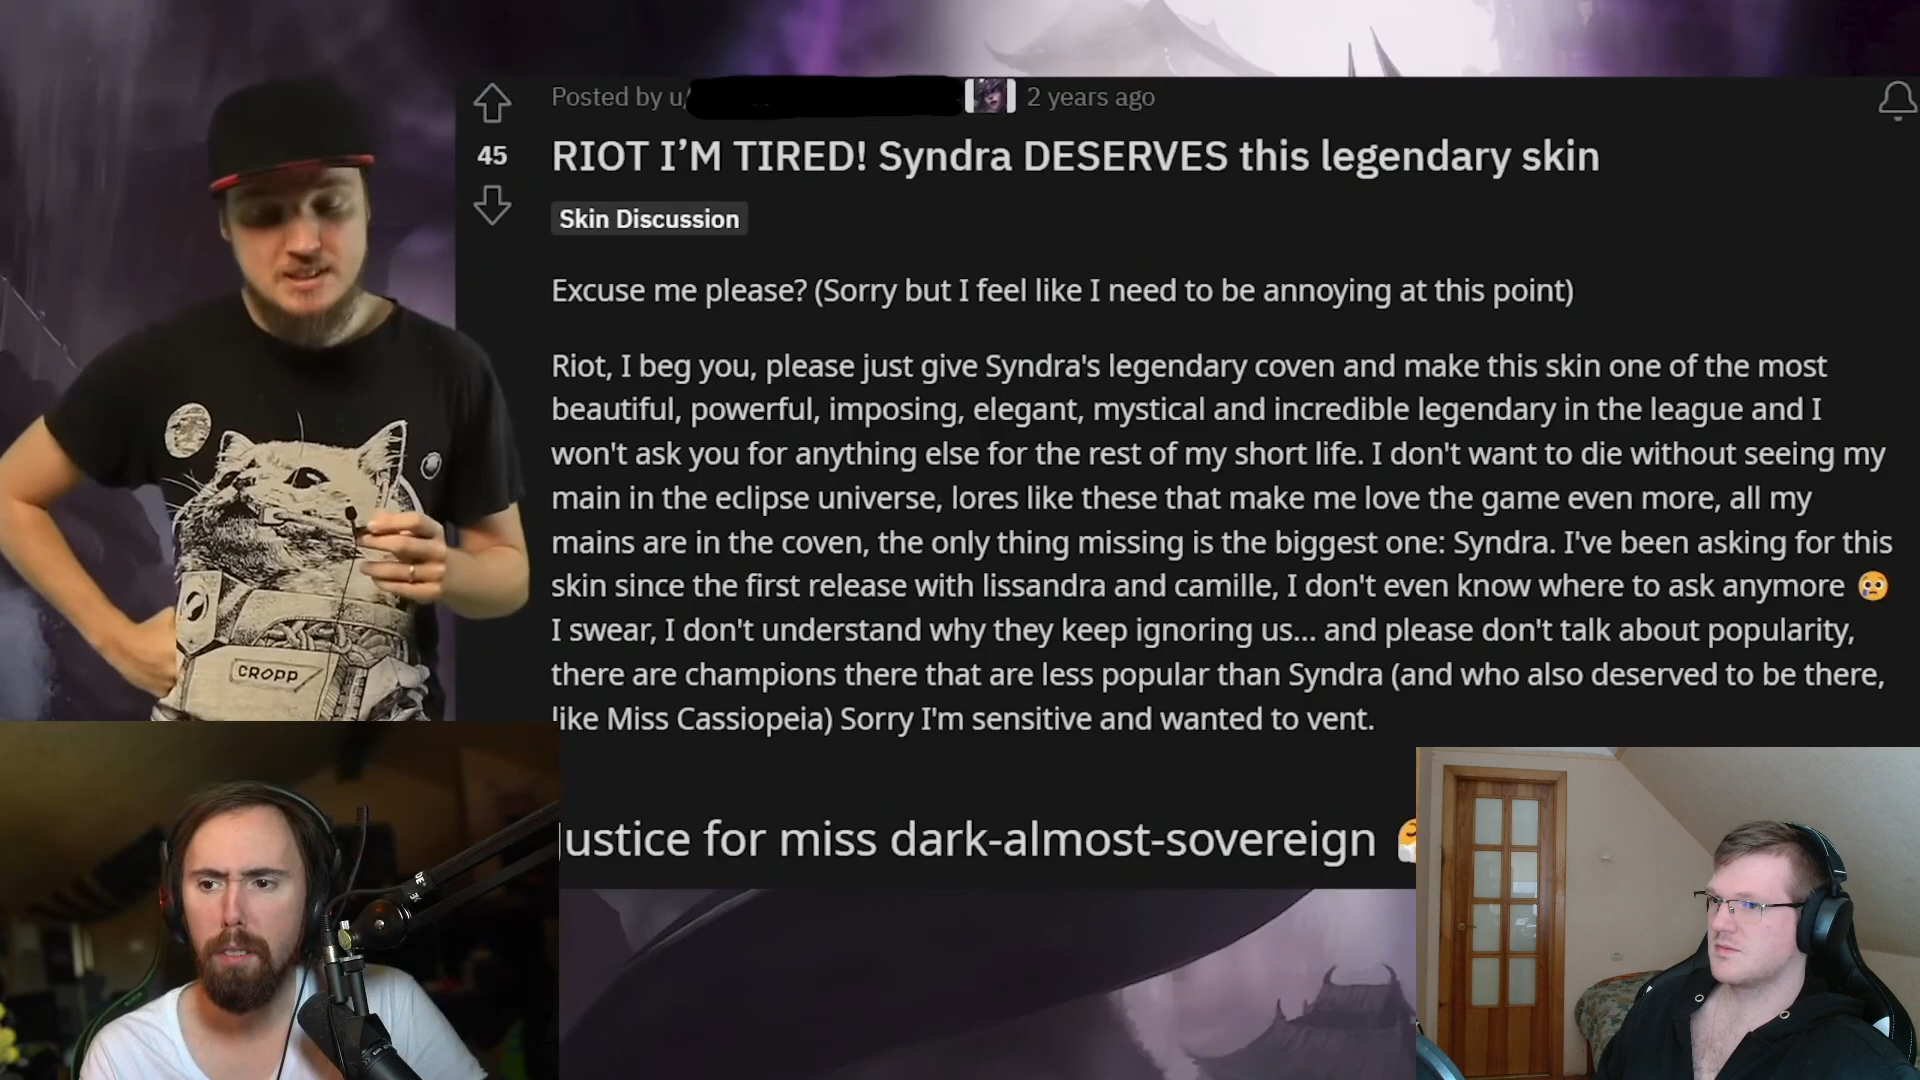 Posted by u/
2 years ago
45
RIOT I’M TIRED! Syndra DESERVES this legendary skin
Skin Discussion
Excuse me please? (Sorry but I feel like I need to be annoying at this point)
Riot, I beg you, please just give Syndra's legendary coven and make this skin one of the most
beautiful, powerful, imposing, elegant, mystical and incredible legendary in the league and I
won't ask you for anything else for the rest of my short life. I don't want to die without seeing my
main in the eclipse universe, lores like these that make me love the game even more, all my
mains are in the coven, the only thing missing is the biggest one: Syndra. I've been asking for this
skin since the first release with lissandra and camille, I don't even know where to ask anymore 😢
I swear, I don't understand why they keep ignoring us... and please don't talk about popularity,
there are champions there that are less popular than Syndra (and who also deserved to be there,
like Miss Cassiopeia) Sorry I'm sensitive and wanted to vent.
Justice for miss dark-almost-sovereign
CROPP